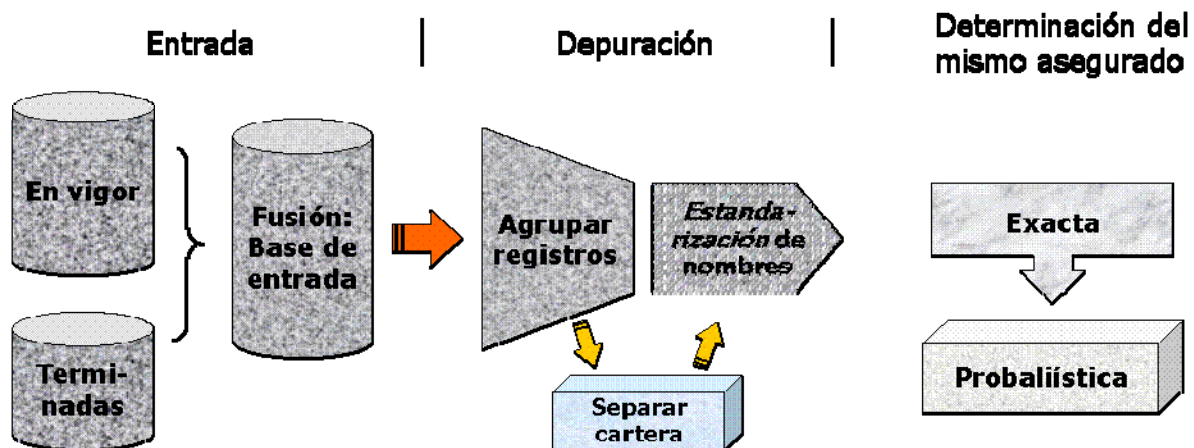 Entrada
Depuración
Determinación del
mismo asegurado
En vigor
Termi-
nadas
Fusión:
Base de
entrada
Agrupar
registros
Estanda-
rización de
nombres
Separar
cartera
Exacta
Probaliística